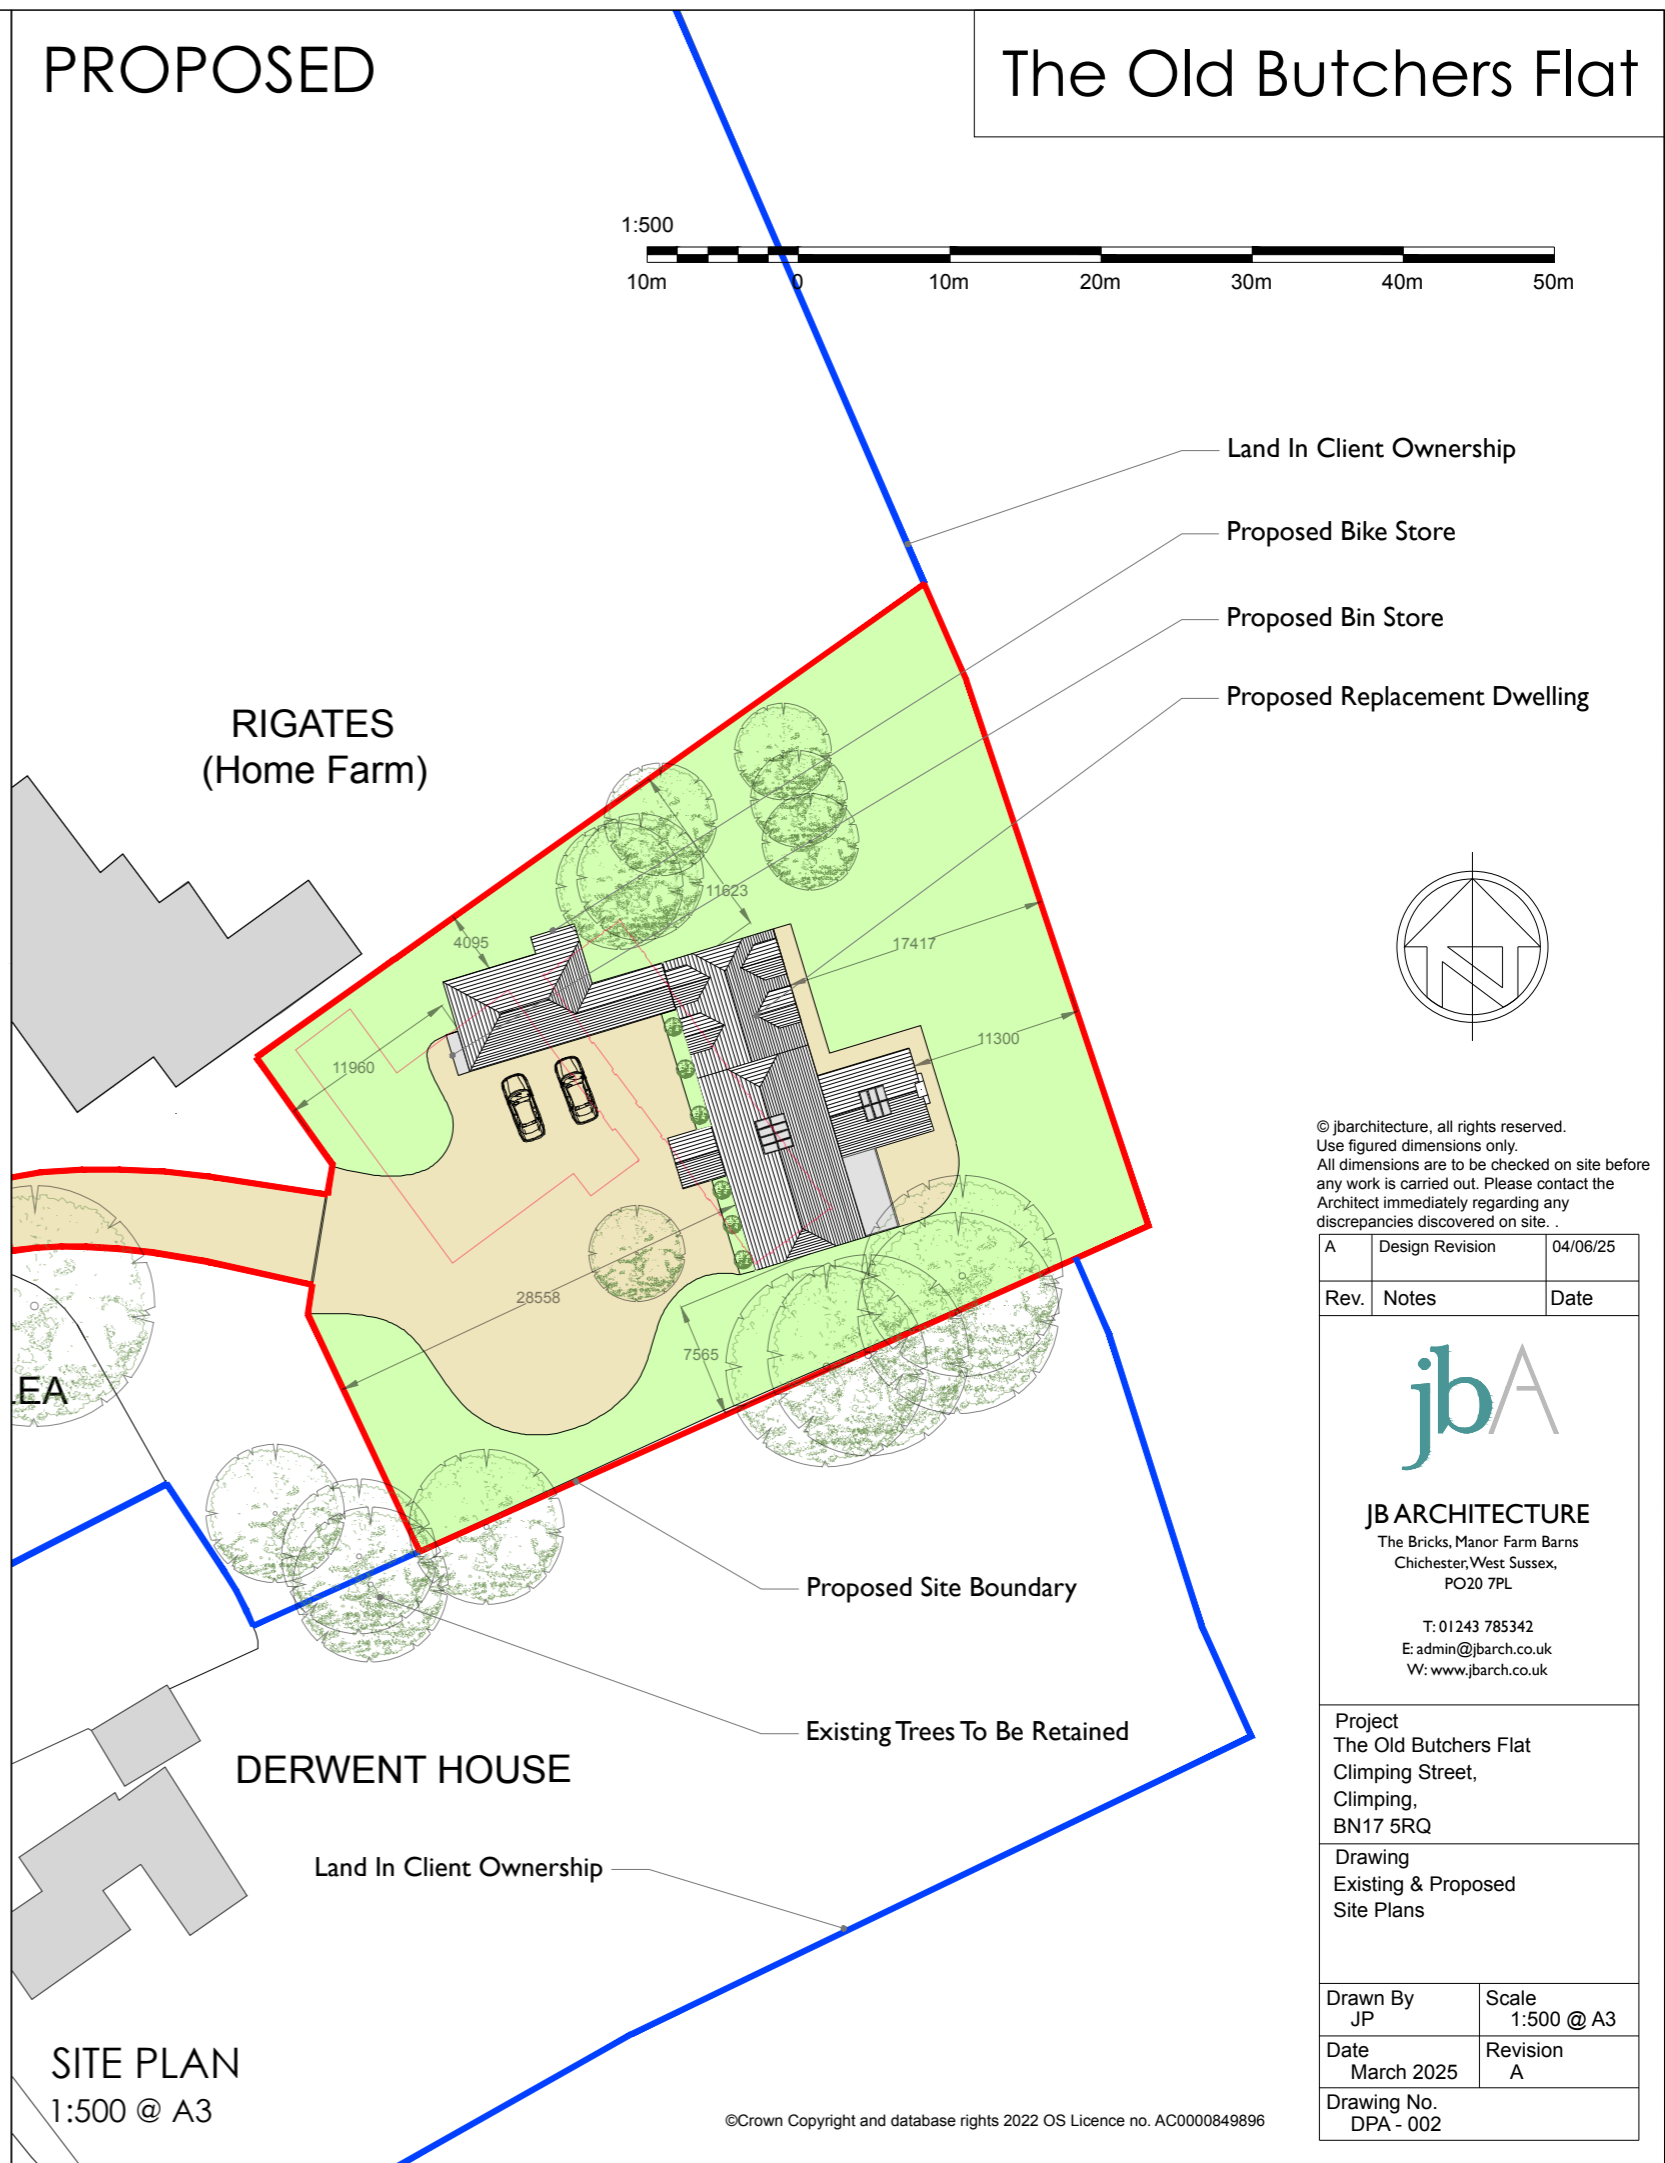 PROPOSED
The Old Butchers Flat
1:500
10m 0 10m 20m 30m 40m 50m
Land In Client Ownership
Proposed Bike Store
Proposed Bin Store
Proposed Replacement Dwelling
RIGATES
(Home Farm)
11623
4095
17417
11960
11300
28558
7565
N
LEA
Proposed Site Boundary
Existing Trees To Be Retained
DERWENT HOUSE
Land In Client Ownership
SITE PLAN
1:500 @ A3
©Crown Copyright and database rights 2022 OS Licence no. AC0000849896
© jbarchitecture, all rights reserved.
Use figured dimensions only.
All dimensions are to be checked on site before
any work is carried out. Please contact the
Architect immediately regarding any
discrepancies discovered on site. .
A Design Revision 04/06/25
Rev. Notes Date
jbA
JB ARCHITECTURE
The Bricks, Manor Farm Barns
Chichester, West Sussex,
PO20 7PL
T: 01243 785342
E: admin@jbarch.co.uk
W: www.jbarch.co.uk
Project
The Old Butchers Flat
Climping Street,
Climping,
BN17 5RQ
Drawing
Existing & Proposed
Site Plans
Drawn By
JP
Scale
1:500 @ A3
Date
March 2025
Revision
A
Drawing No.
DPA - 002